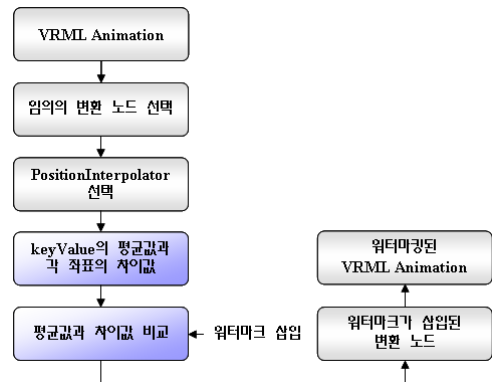 VRML Animation
임의의 변환 노드 선택
PositionInterpolator
선택
keyValue의 평균값과
각 좌표의 차이값
평균값과 차이값 비교
워터마크 삽입
워터마킹된
VRML Animation
워터마크가 삽입된
변환 노드